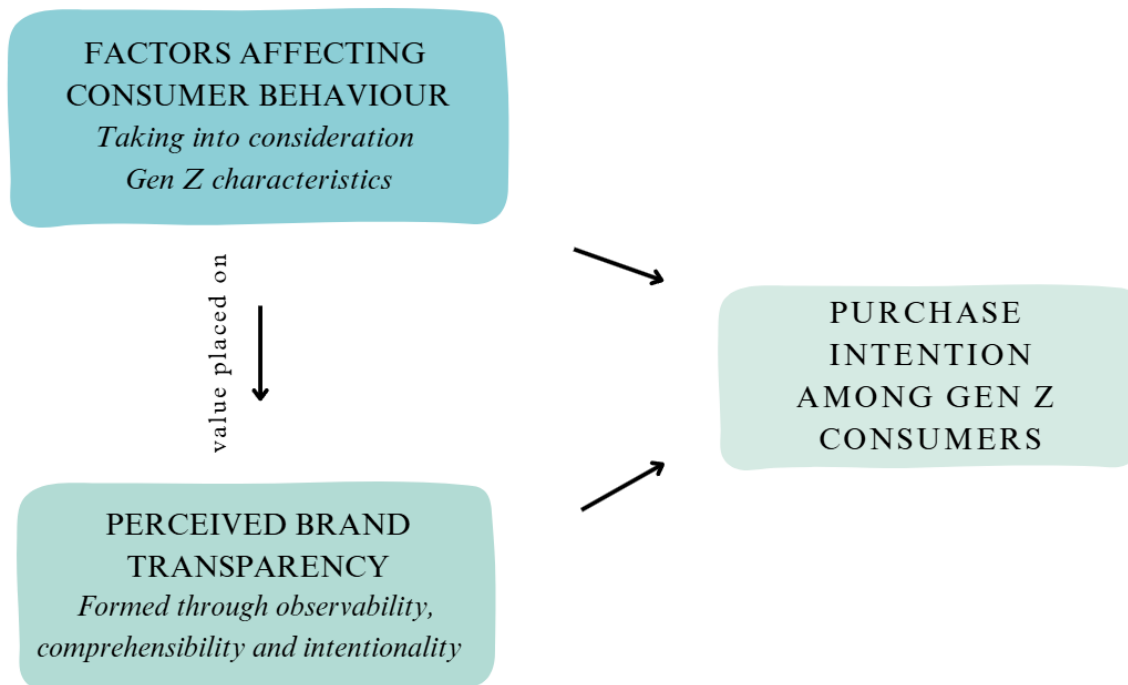 FACTORS AFFECTING
CONSUMER BEHAVIOUR
Taking into consideration
Gen Z characteristics
value placed on
PURCHASE
INTENTION
AMONG GEN Z
CONSUMERS
PERCEIVED BRAND
TRANSPARENCY
Formed through observability,
comprehensibility and intentionality